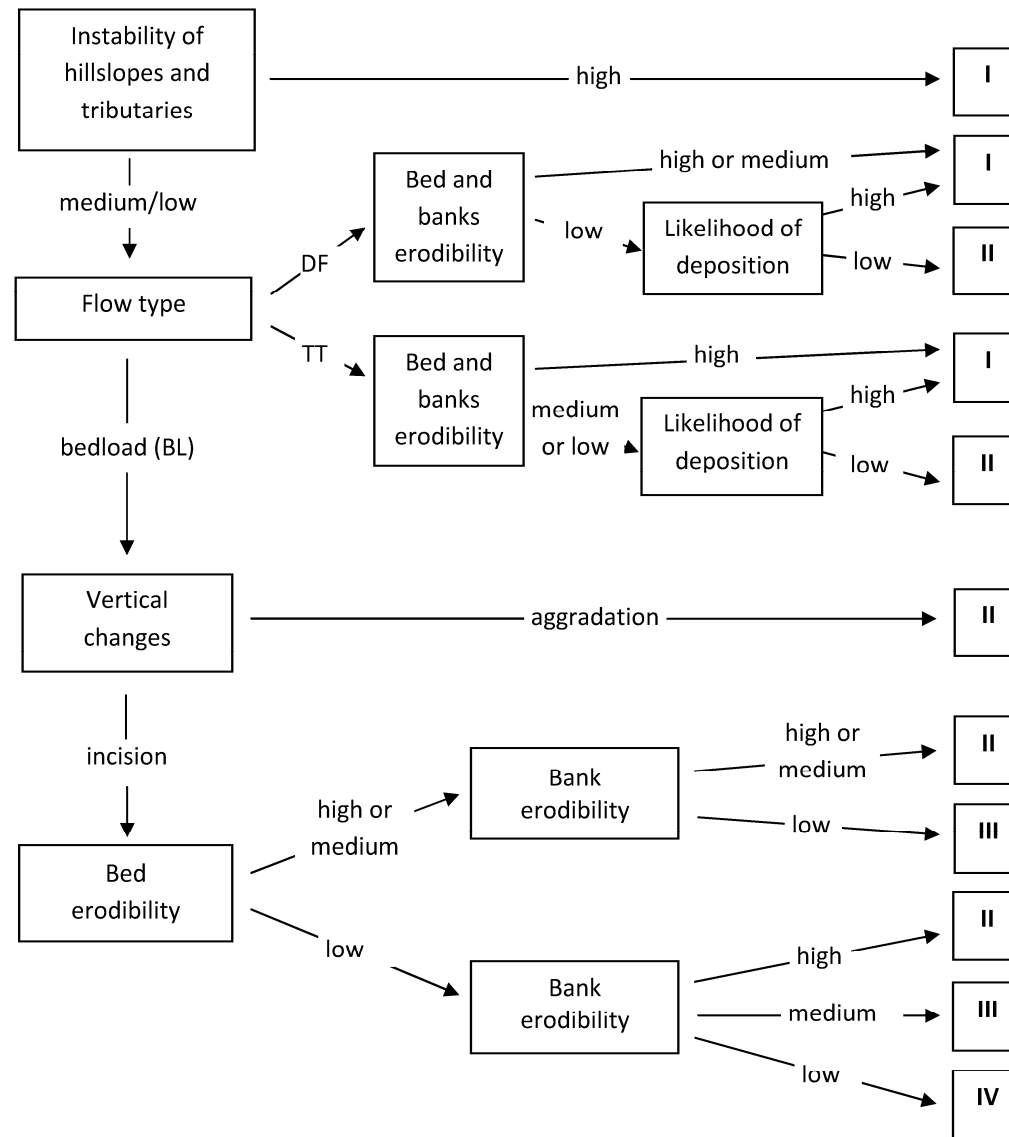 Instability of
hillslopes and
tributaries
high
I
medium/low
Bed and
banks
erodibility
high or medium
I
high
low
Likelihood of
deposition
low
II
DF
Flow type
TT
Bed and
banks
erodibility
high
I
medium
or low
Likelihood of
deposition
high
low
II
bedload (BL)
Vertical
changes
aggradation
II
incision
Bed
erodibility
high or
medium
Bank
erodibility
high or
medium
II
low
III
low
Bank
erodibility
high
II
medium
III
low
IV